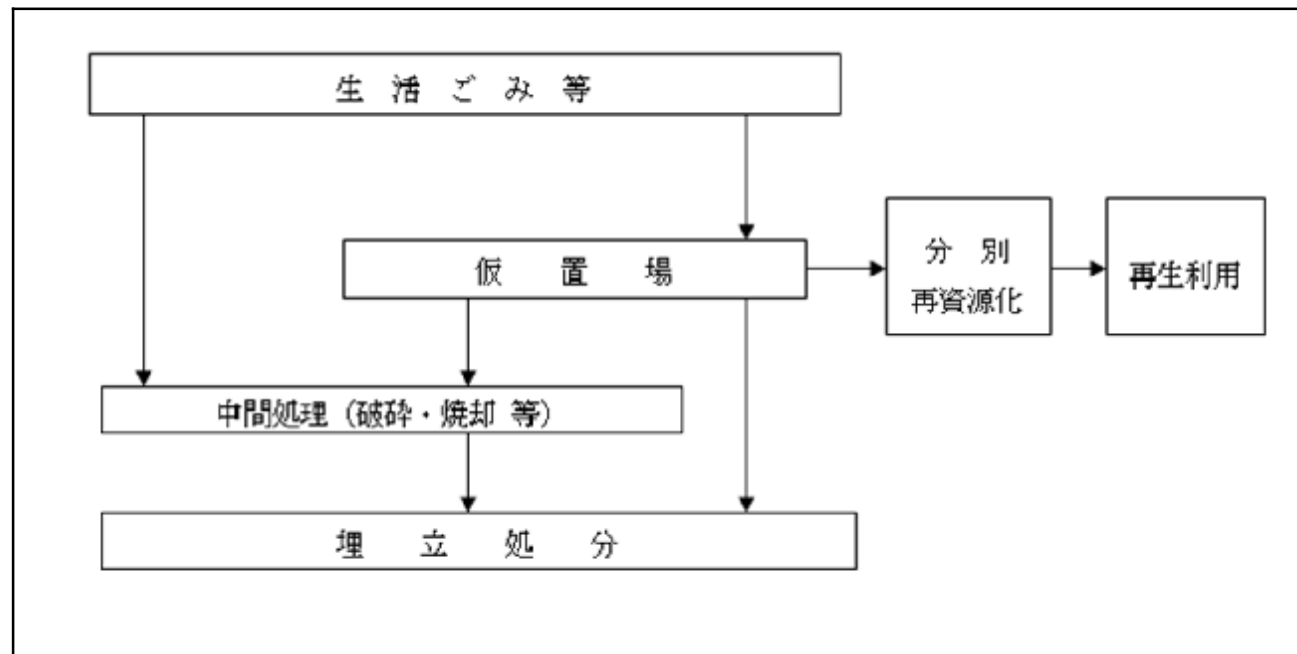 生活ごみ等
仮置場
分別
再資源化
再生利用
中間処理（破砕・焼却 等）
埋立処分